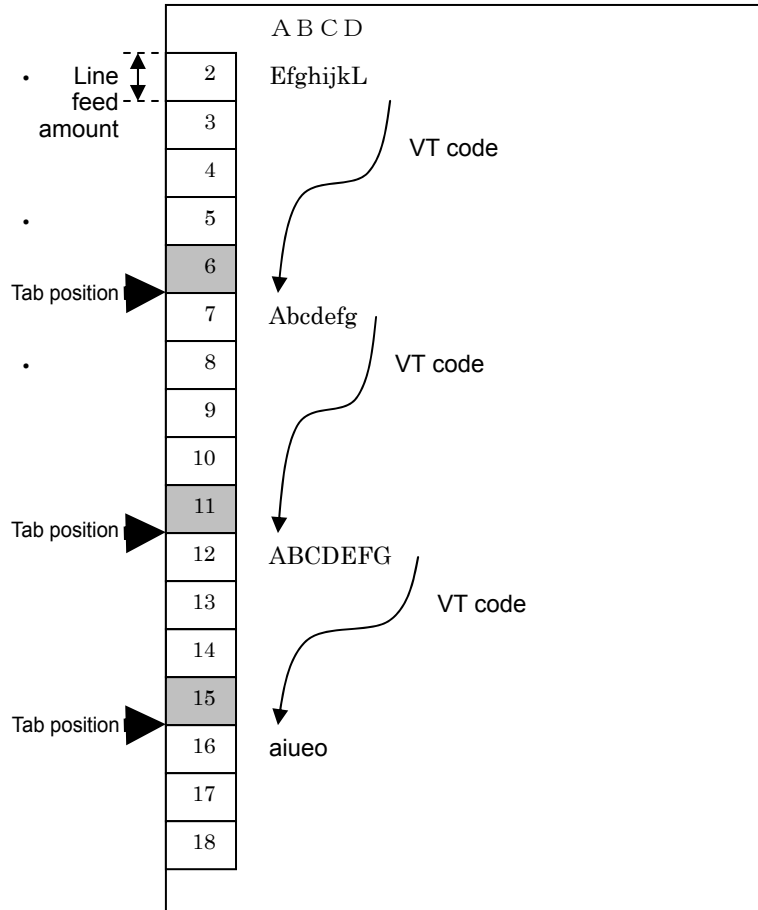 A B C D
2 EfghijkL
• Line feed amount
3
VT code
4
5
•
6
Tab position
7 Abcdefg
8
VT code
•
9
10
11
Tab position
12 ABCDEFG
13
VT code
14
15
Tab position
16 aiueo
17
18